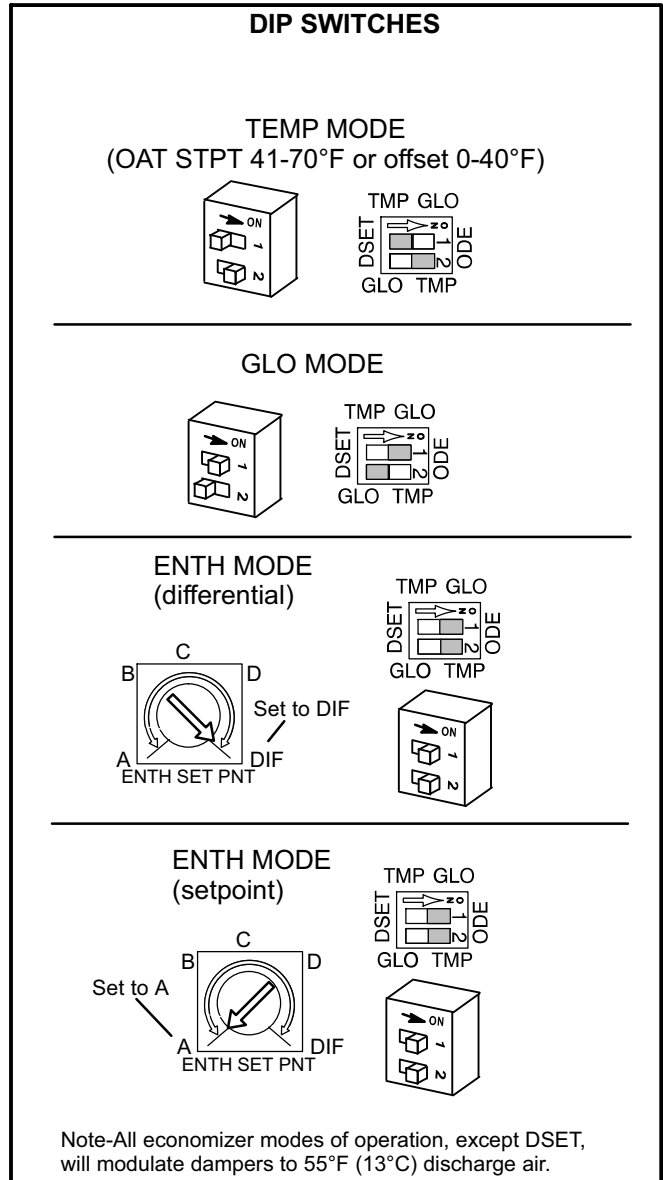 DIP SWITCHES
TEMP MODE
(OAT STPT 41-70°F or offset 0-40°F)
ON
1
2
TMP GLO
DSET
ON
1
2
ODE
GLO TMP
GLO MODE
ON
1
2
TMP GLO
DSET
ON
1
2
ODE
GLO TMP
ENTH MODE
(differential)
C
B
D
Set to DIF
A
DIF
ENTH SET PNT
TMP GLO
DSET
ON
1
2
ODE
GLO TMP
ON
1
2
ENTH MODE
(setpoint)
C
B
D
Set to A
A
DIF
ENTH SET PNT
TMP GLO
DSET
ON
1
2
ODE
GLO TMP
ON
1
2
Note-All economizer modes of operation, except DSET,
will modulate dampers to 55°F (13°C) discharge air.